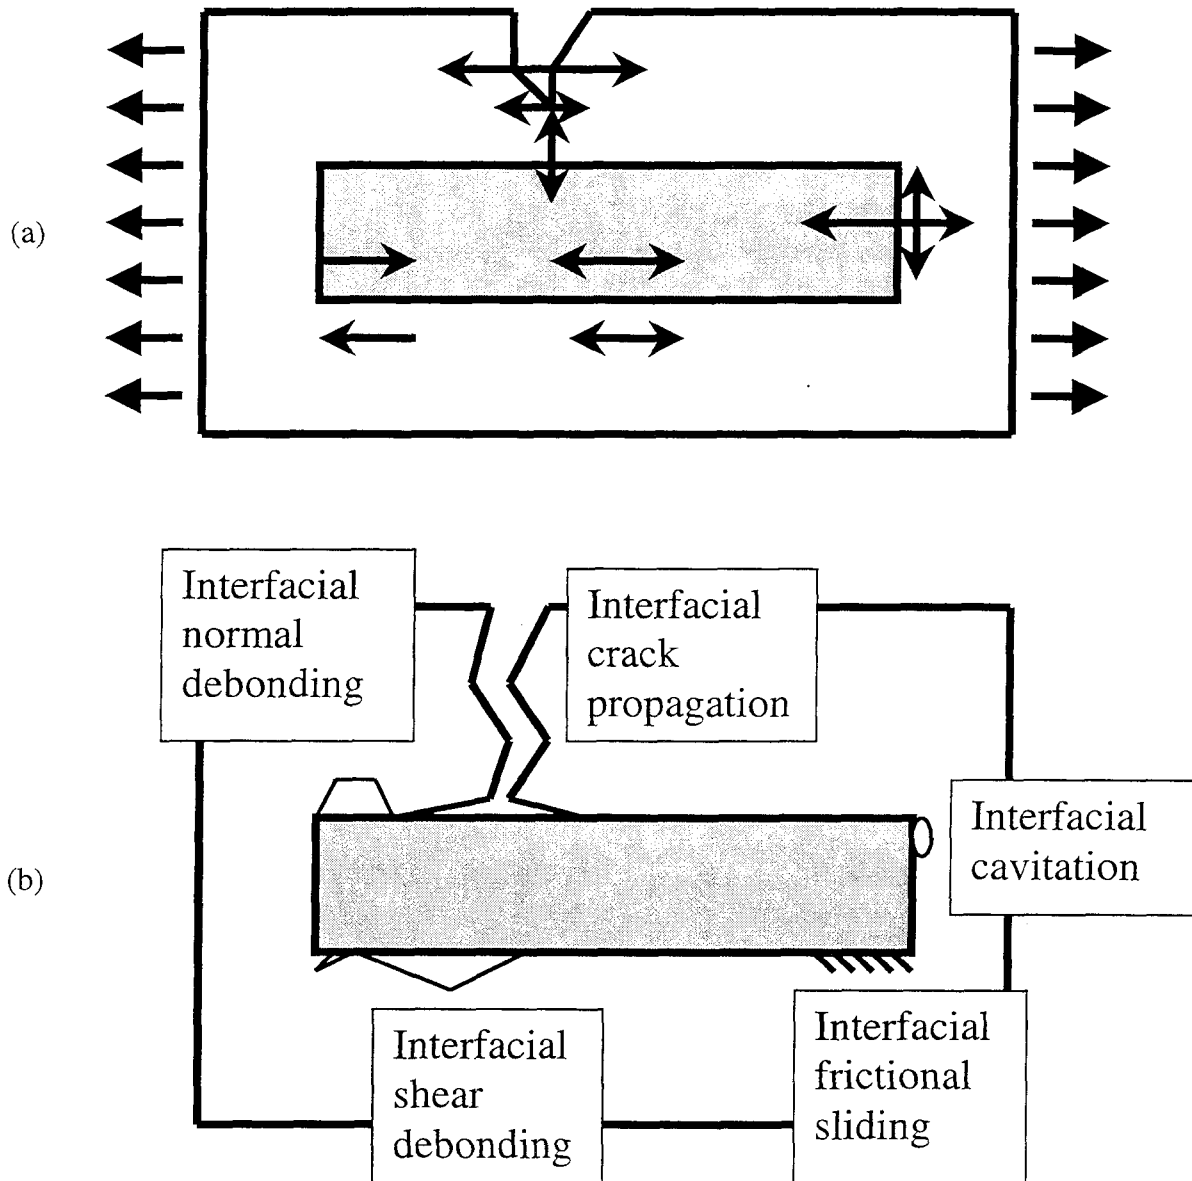 (a)
Interfacial
normal
debonding
Interfacial
crack
propagation
Interfacial
cavitation
(b)
Interfacial
shear
debonding
Interfacial
frictional
sliding